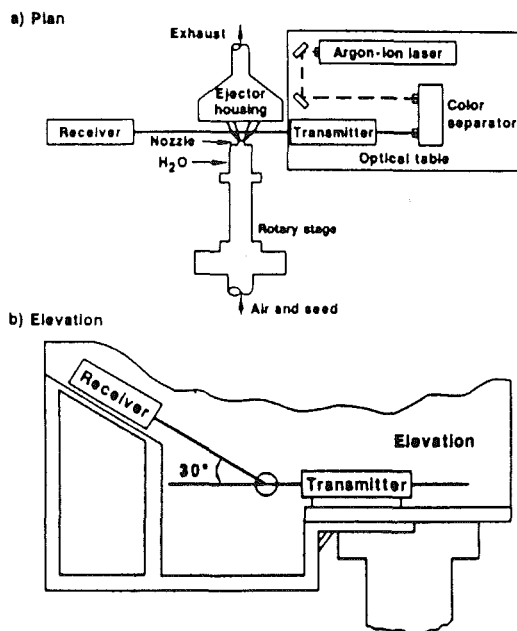 a) Plan
Exhaust
Argon-ion laser
Ejector
housing
Color
separator
Receiver
Transmitter
Nozzle
H2O
Optical table
Rotary stage
Air and seed
b) Elevation
Receiver
Elevation
30°
Transmitter